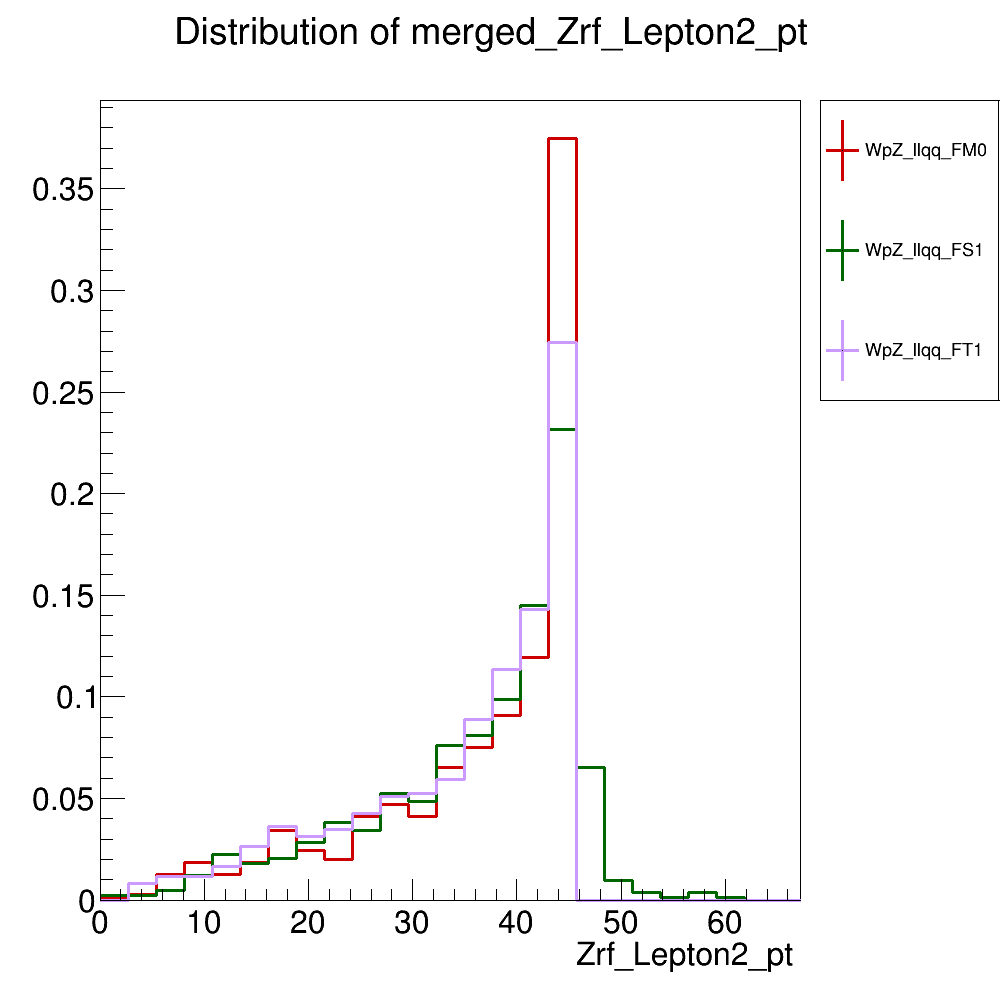 Distribution of merged_Zrf_Lepton2_pt
WpZ_llqq_FM0
WpZ_llqq_FS1
WpZ_llqq_FT1
0.35
0.3
0.25
0.2
0.15
0.1
0.05
0
0 10 20 30 40 50 60
Zrf_Lepton2_pt